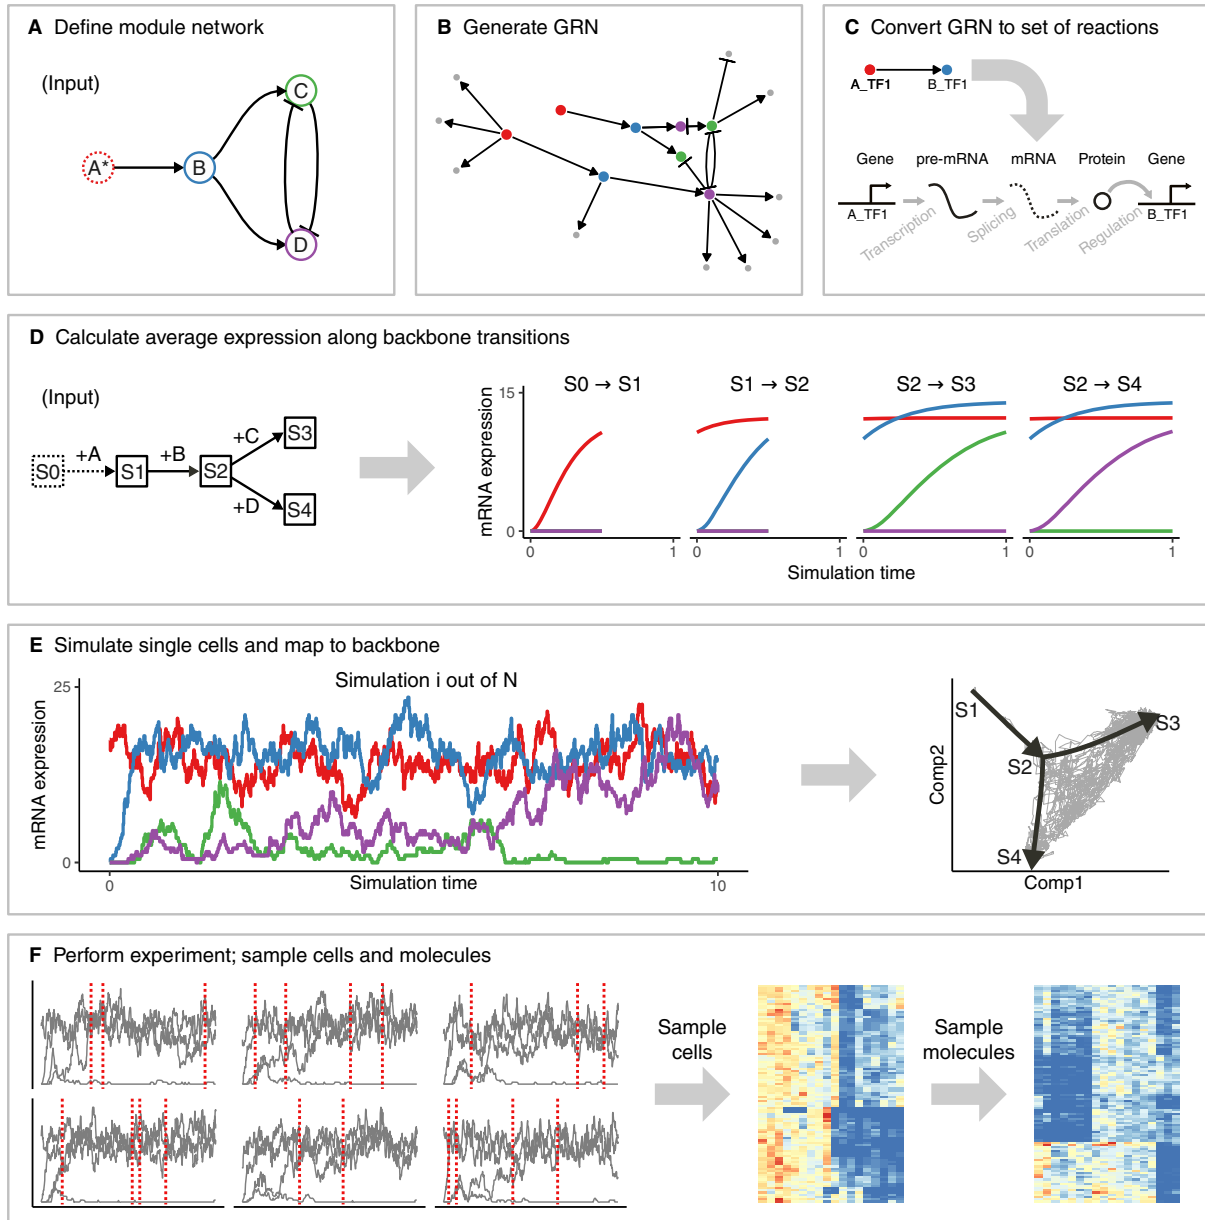 A Define module network
(Input)
A*
B
C
D
B Generate GRN
C Convert GRN to set of reactions
A_TF1
B_TF1
Gene
pre-mRNA
mRNA
Protein
Gene
A_TF1
B_TF1
Transcription
Splicing
Translation
Regulation
D Calculate average expression along backbone transitions
(Input)
S0
+A
S1
+B
S2
+C
S3
+D
S4
mRNA expression
15
0
S0 → S1
S1 → S2
S2 → S3
S2 → S4
0
1
0
1
0
1
0
1
Simulation time
E Simulate single cells and map to backbone
Simulation i out of N
mRNA expression
25
0
0
Simulation time
10
Comp2
S1
S2
S3
S4
Comp1
F Perform experiment; sample cells and molecules
Sample
cells
Sample
molecules